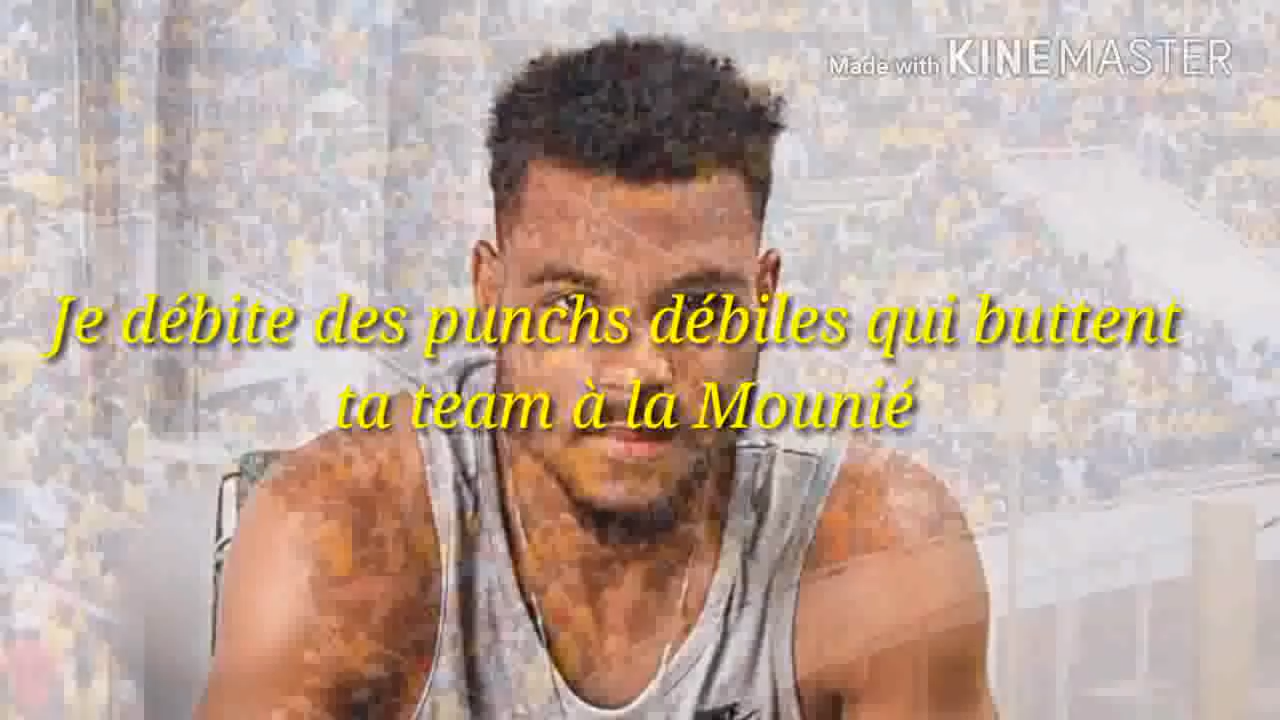 Made with KINEMASTER
Je débite des punchs débiles qui buttent
ta team à la Mounié